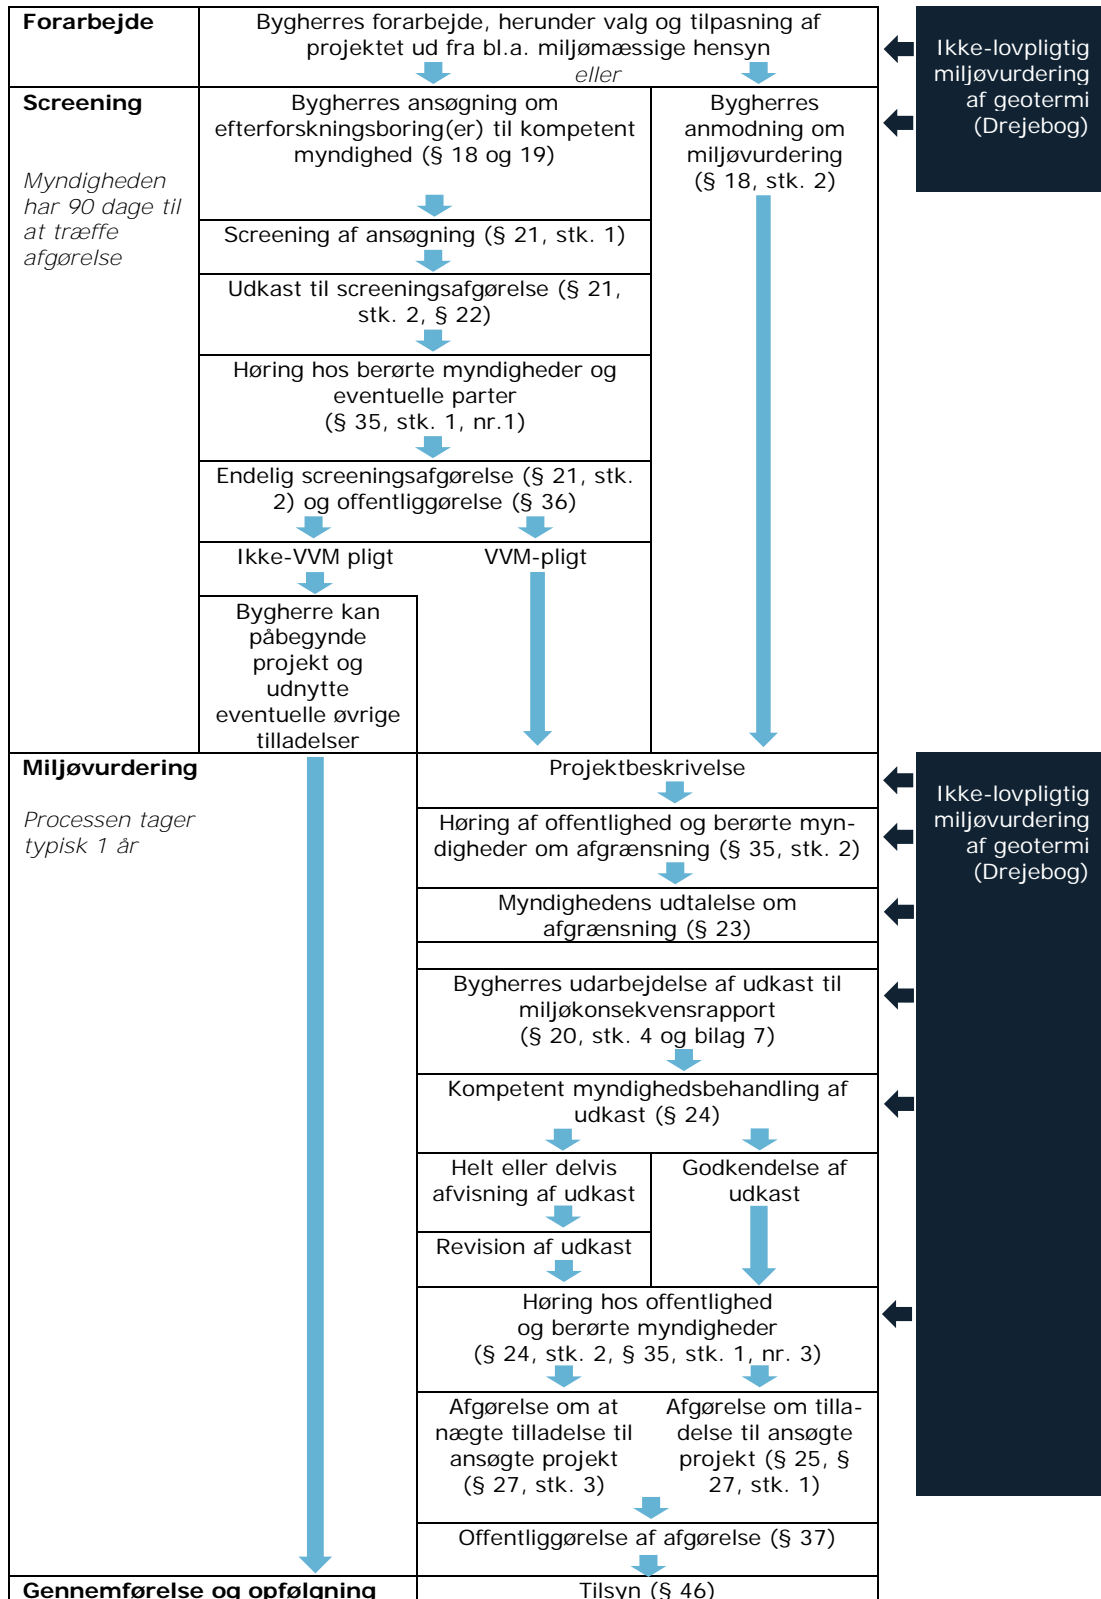 Forarbejde
Bygherres forarbejde, herunder valg og tilpasning af
projektet ud fra bl.a. miljømæssige hensyn
eller
Ikke-lovpligtig
miljøvurdering
af geotermi
(Drejebog)
Screening
Myndigheden
har 90 dage til
at træffe
afgørelse
Bygherres ansøgning om
efterforskningsboring(er) til kompetent
myndighed (§ 18 og 19)
Bygherres
anmodning om
miljøvurdering
(§ 18, stk. 2)
Screening af ansøgning (§ 21, stk. 1)
Udkast til screeningsafgørelse (§ 21,
stk. 2, § 22)
Høring hos berørte myndigheder og
eventuelle parter
(§ 35, stk. 1, nr.1)
Endelig screeningsafgørelse (§ 21, stk.
2) og offentliggørelse (§ 36)
Ikke-VVM pligt
VVM-pligt
Bygherre kan
påbegynde
projekt og
udnytte
eventuelle øvrige
tilladelser
Miljøvurdering
Processen tager
typisk 1 år
Projektbeskrivelse
Ikke-lovpligtig
miljøvurdering
af geotermi
(Drejebog)
Høring af offentlighed og berørte myn-
digheder om afgrænsning (§ 35, stk. 2)
Myndighedens udtalelse om
afgrænsning (§ 23)
Bygherres udarbejdelse af udkast til
miljøkonsekvensrapport
(§ 20, stk. 4 og bilag 7)
Kompetent myndighedsbehandling af
udkast (§ 24)
Helt eller delvis
afvisning af udkast
Godkendelse af
udkast
Revision af udkast
Høring hos offentlighed
og berørte myndigheder
(§ 24, stk. 2, § 35, stk. 1, nr. 3)
Afgørelse om at
nægte tilladelse til
ansøgte projekt
(§ 27, stk. 3)
Afgørelse om tilla-
delse til ansøgte
projekt (§ 25, §
27, stk. 1)
Offentliggørelse af afgørelse (§ 37)
Gennemførelse og opfølgning
Tilsyn (§ 46)